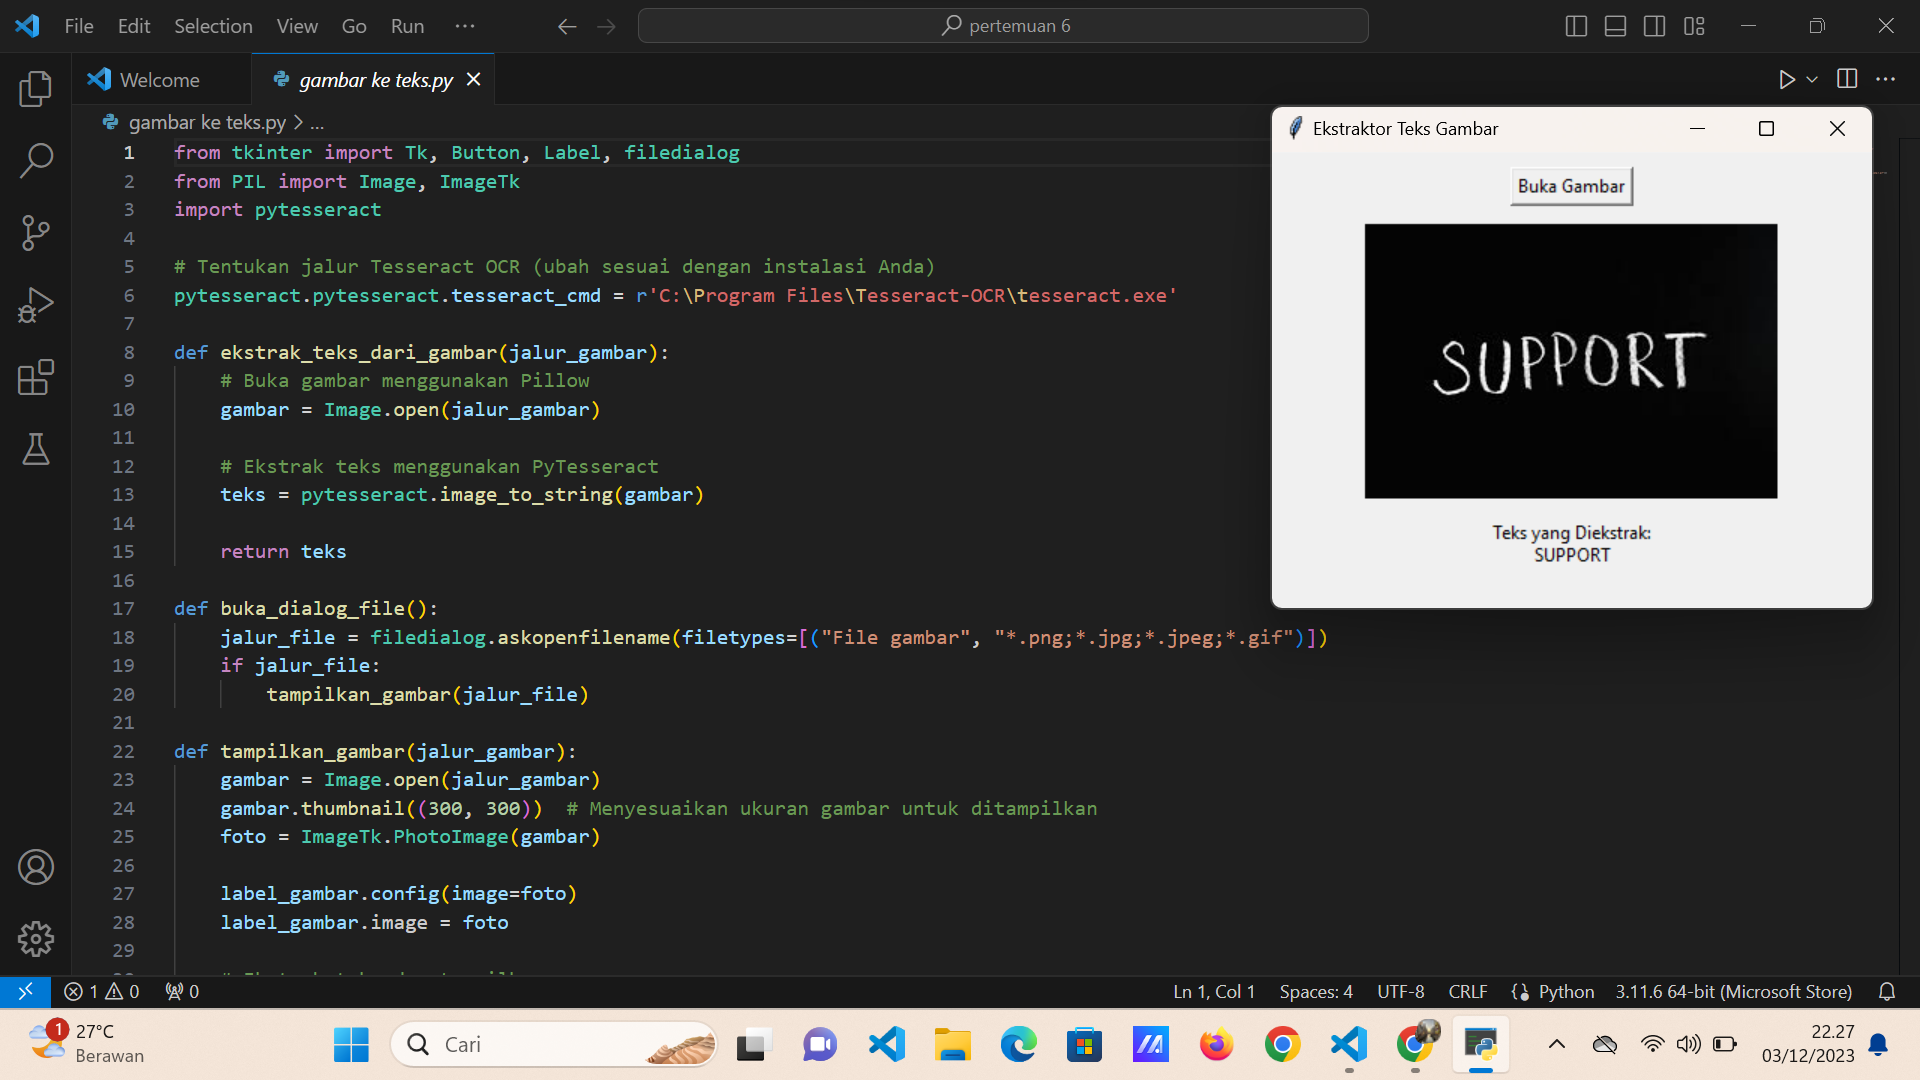 File Edit Selection View Go Run ···
pertemuan 6
Welcome
gambar ke teks.py
gambar ke teks.py > ...
1 from tkinter import Tk, Button, Label, filedialog
2 from PIL import Image, ImageTk
3 import pytesseract
4
5 # Tentukan jalur Tesseract OCR (ubah sesuai dengan instalasi Anda)
6 pytesseract.pytesseract.tesseract_cmd = r'C:\Program Files\Tesseract-OCR\tesseract.exe'
7
8 def ekstrak_teks_dari_gambar(jalur_gambar):
9 # Buka gambar menggunakan Pillow
10 gambar = Image.open(jalur_gambar)
11
12 # Ekstrak teks menggunakan PyTesseract
13 teks = pytesseract.image_to_string(gambar)
14
15 return teks
16
17 def buka_dialog_file():
18 jalur_file = filedialog.askopenfilename(filetypes=[("File gambar", "*.png;*.jpg;*.jpeg;*.gif")])
19 if jalur_file:
20 tampilkan_gambar(jalur_file)
21
22 def tampilkan_gambar(jalur_gambar):
23 gambar = Image.open(jalur_gambar)
24 gambar.thumbnail((300, 300)) # Menyesuaikan ukuran gambar untuk ditampilkan
25 foto = ImageTk.PhotoImage(gambar)
26
27 label_gambar.config(image=foto)
28 label_gambar.image = foto
29
Ekstraktor Teks Gambar
Buka Gambar
SUPPORT
Teks yang Diekstrak:
SUPPORT
1 0 0
Ln 1, Col 1 Spaces: 4 UTF-8 CRLF Python 3.11.6 64-bit (Microsoft Store)
1
27°C
Berawan
Cari
22.27
03/12/2023